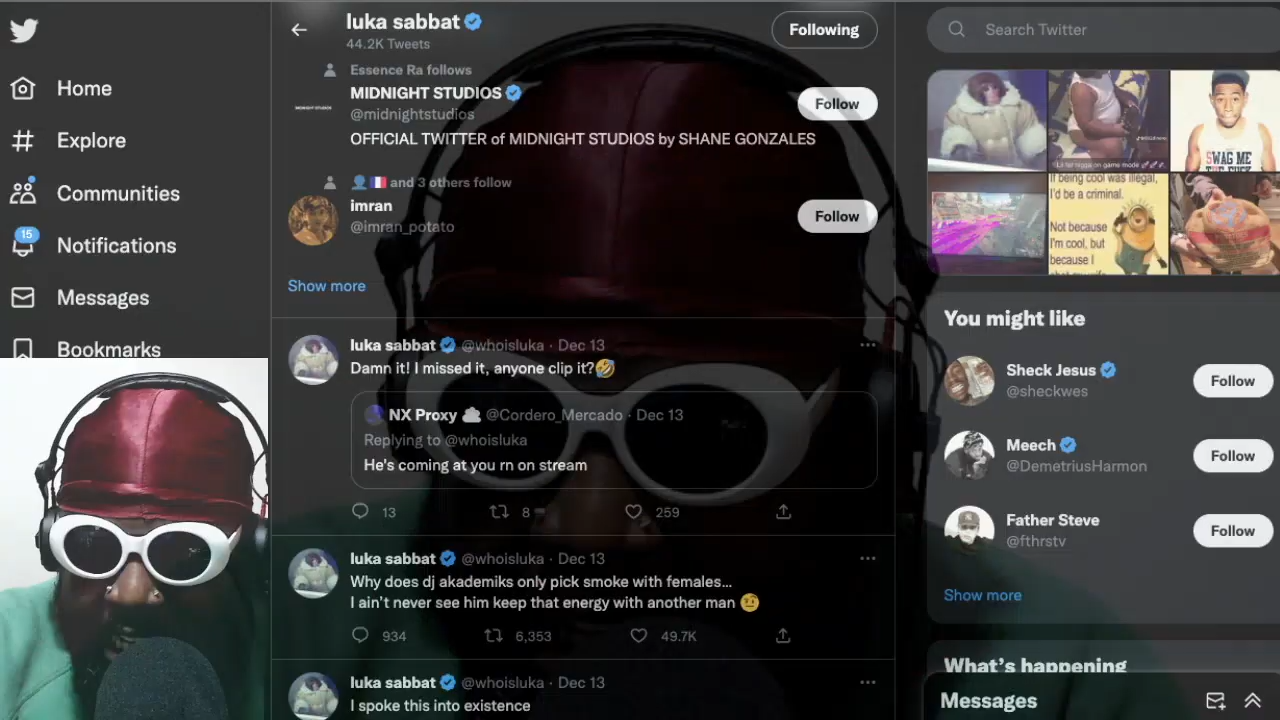 Home
Explore
Communities
15
Notifications
Messages
Bookmarks
luka sabbat
44.2K Tweets
Following
Essence Ra follows
MIDNIGHT STUDIOS
MIDNIGHT STUDIOS
@midnightstudios
Follow
OFFICIAL TWITTER of MIDNIGHT STUDIOS by SHANE GONZALES
and 3 others follow
imran
@imran_potato
Follow
Show more
luka sabbat @whoisluka · Dec 13
Damn it! I missed it, anyone clip it?🤣
NX Proxy @Cordero_Mercado · Dec 13
Replying to @whoisluka
He's coming at you rn on stream
13 8 259
luka sabbat @whoisluka · Dec 13
Why does dj akademiks only pick smoke with females...
I ain't never see him keep that energy with another man 🤨
934 6,353 49.7K
luka sabbat @whoisluka · Dec 13
I spoke this into existence
Search Twitter
on game mode
SWAG ME
If being cool was illegal,
I'd be a criminal.
Not because
I'm cool, but
because I
You might like
Sheck Jesus
@sheckwes
Follow
Meech
@DemetriusHarmon
Follow
Father Steve
@fthrstv
Follow
Show more
What's happening
Messages